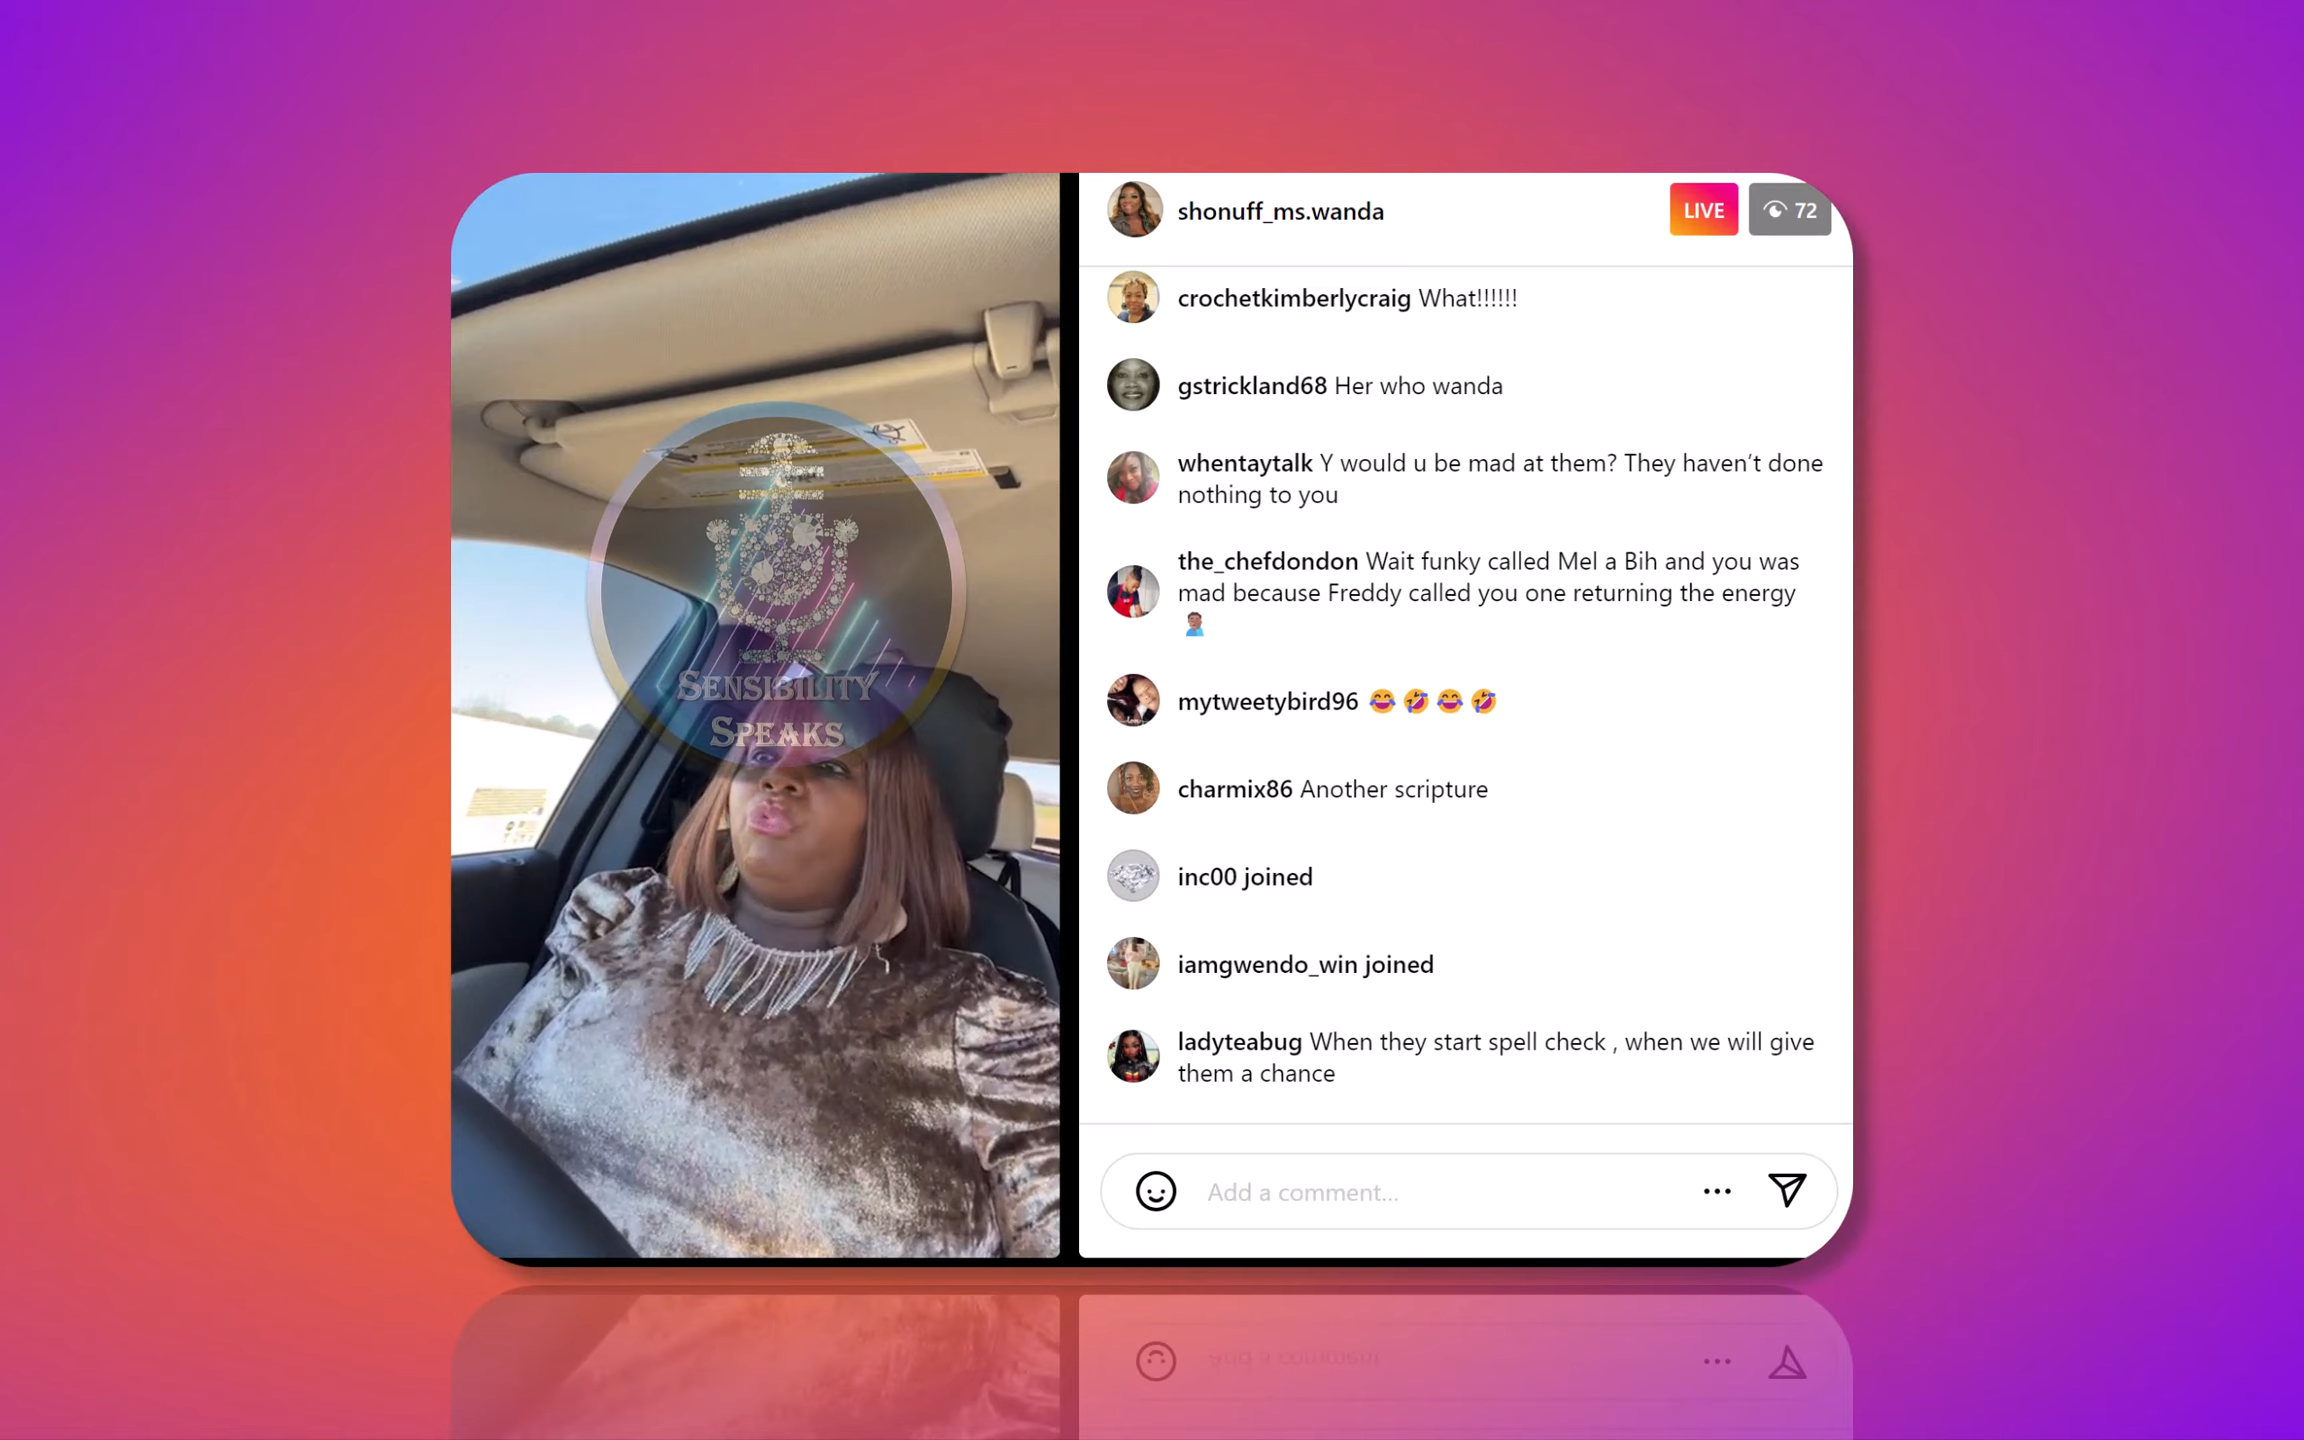 shonuff_ms.wanda
LIVE
72
crochetkimberlycraig What!!!!!!
gstrickland68 Her who wanda
whentaytalk Y would u be mad at them? They haven’t done
nothing to you
the_chefdondon Wait funky called Mel a Bih and you was
mad because Freddy called you one returning the energy
🤦🏽‍♂️
mytweetybird96 😂🤣😂🤣
charmix86 Another scripture
inc00 joined
iamgwendo_win joined
ladyteabug When they start spell check , when we will give
them a chance
Add a comment...
SENSIBILITY
SPEAKS